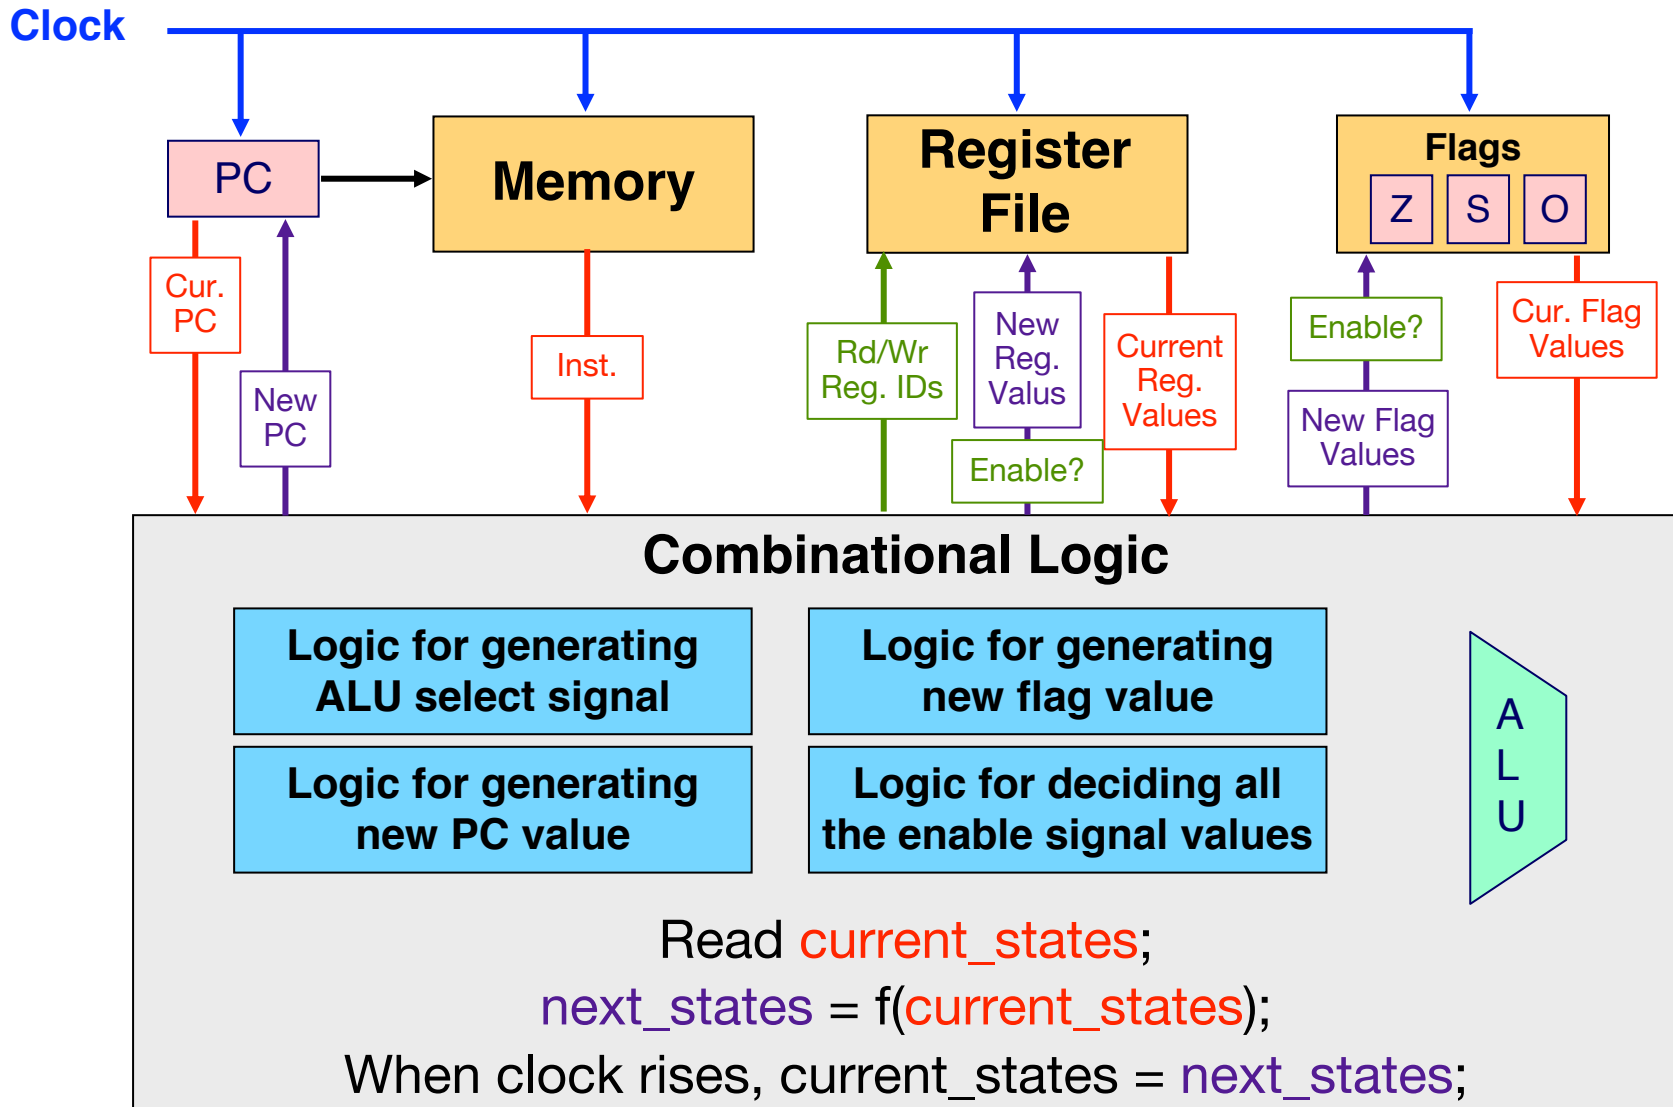 Clock
PC
Memory
Register
File
Flags
Z S O
Cur.
PC
New
PC
Inst.
Rd/Wr
Reg. IDs
New
Reg.
Valus
Enable?
Current
Reg.
Values
Enable?
New Flag
Values
Cur. Flag
Values
Combinational Logic
Logic for generating
ALU select signal
Logic for generating
new flag value
Logic for generating
new PC value
Logic for deciding all
the enable signal values
A
L
U
Read current_states;
next_states = f(current_states);
When clock rises, current_states = next_states;